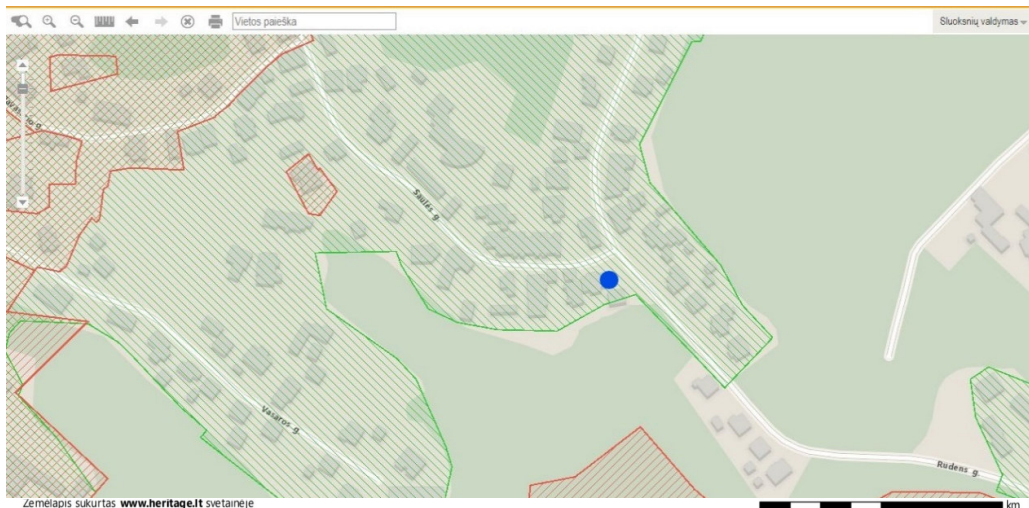 Vietos paieška
Sluoksnių valdymas
Saulės g.
Vasaros g.
Rudens g.
Žemėlapis sukurtas www.heritage.lt svetainėje
km